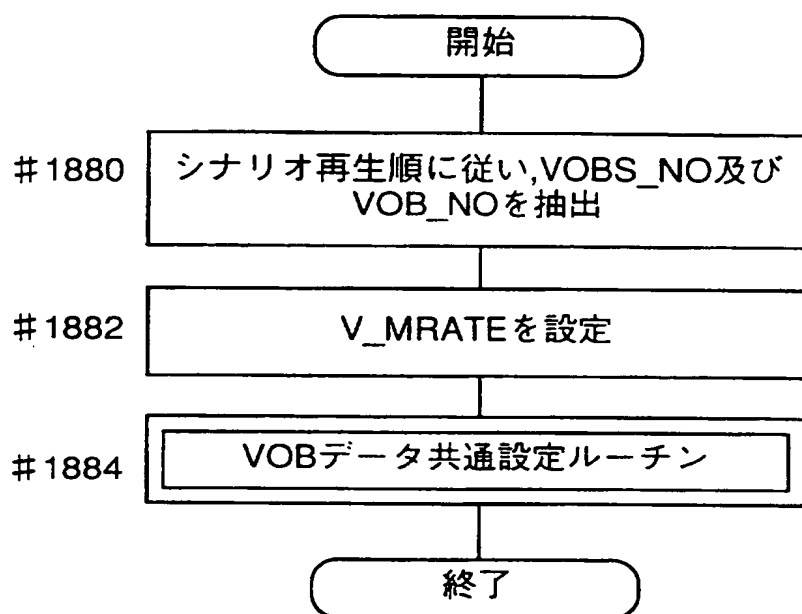 開始
#1880
シナリオ再生順に従い,VOBS_NO及び
VOB_NOを抽出
#1882
V_MRATEを設定
#1884
VOBデータ共通設定ルーチン
終了